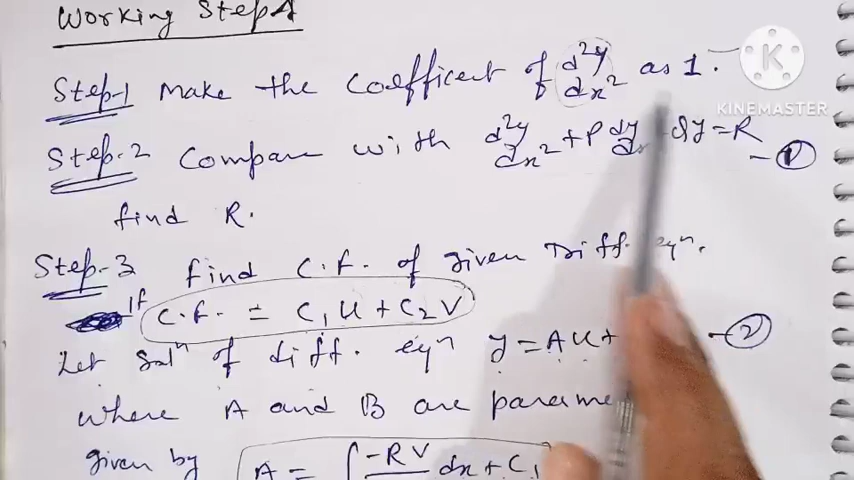 Working Step
Step-1 Make the coefficent of d²y/dx² as 1.
K
KINEMASTER
Step-2 Compare with d²y/dx² + P dy/dx + Qy = R — ①
find R.
Step-3 find C.F. of given Diff. eqn.
If C.F. = C₁U + C₂V
Let Solⁿ of diff. eqⁿ y = AU + — ②
where A and B are parame
given by A = ∫ -RV dx + C₁